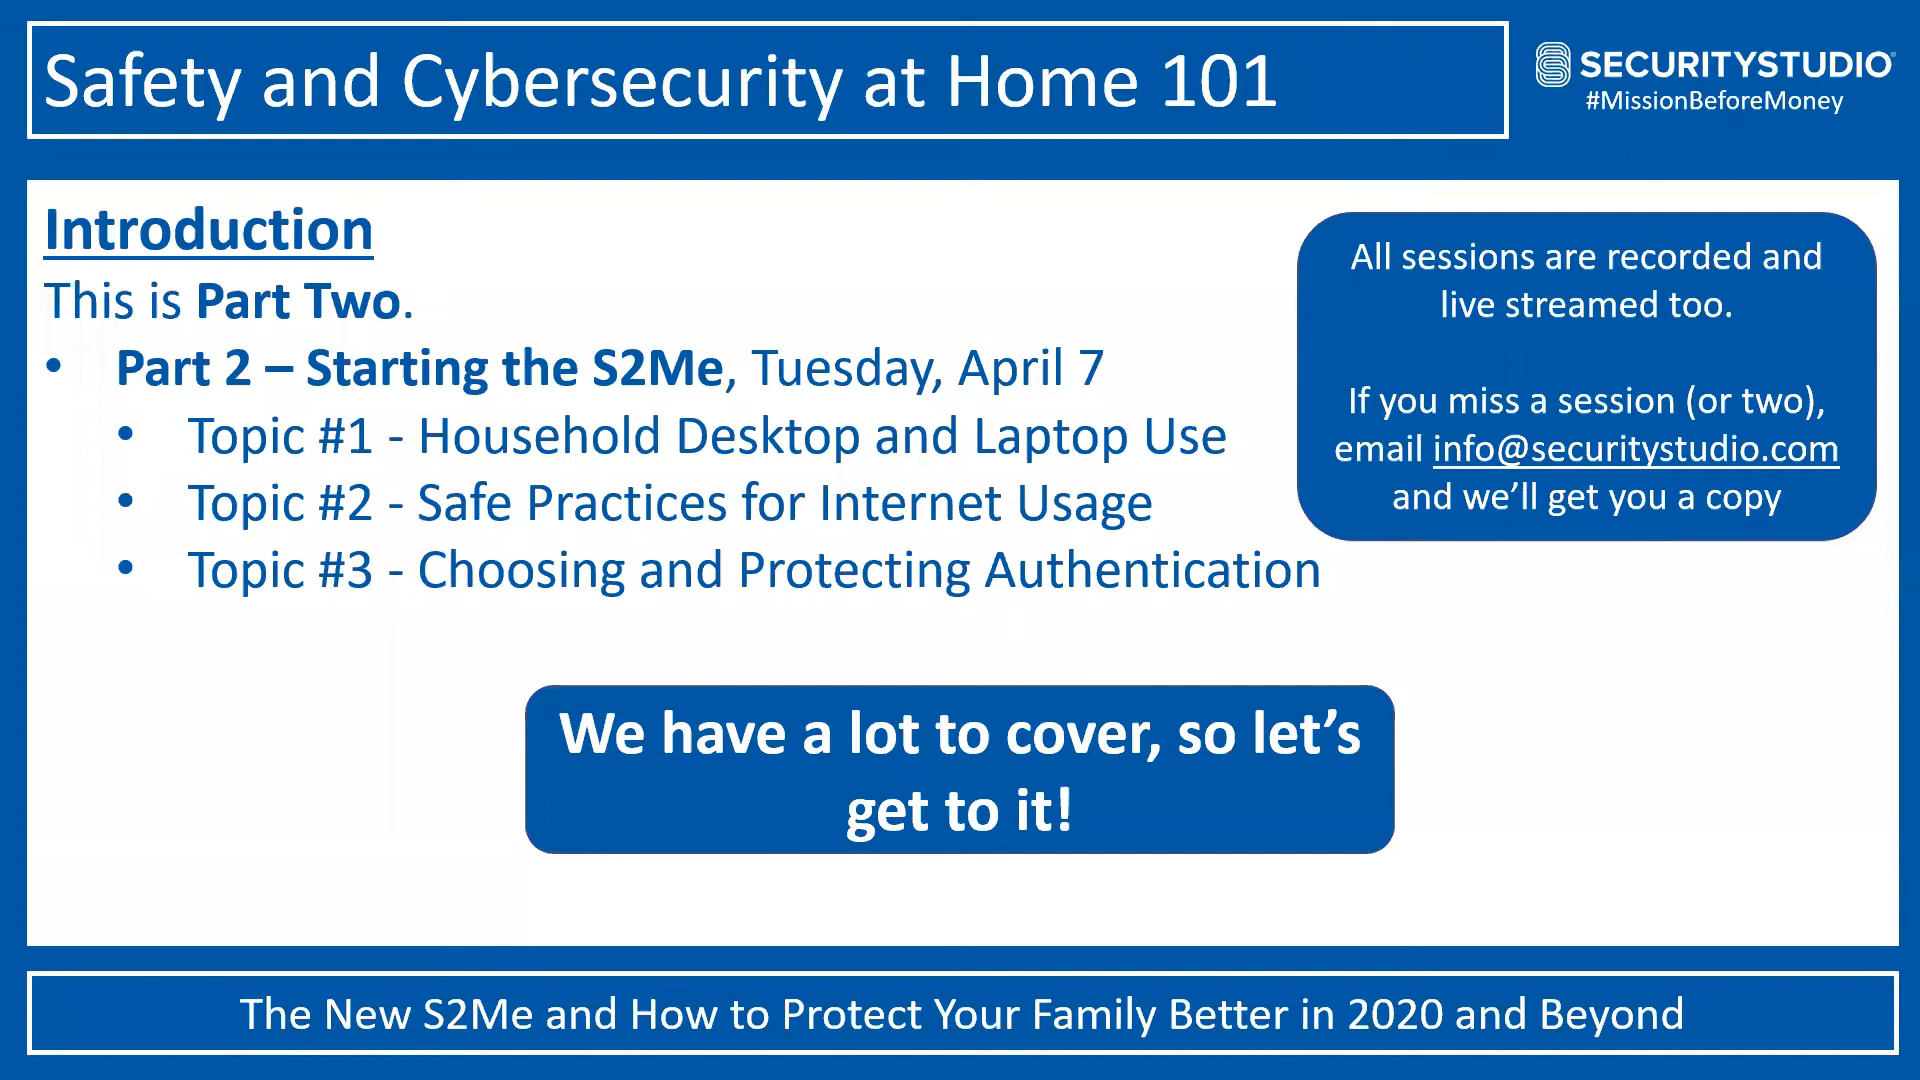 Safety and Cybersecurity at Home 101
SECURITYSTUDIO
#MissionBeforeMoney
Introduction
This is Part Two.
• Part 2 – Starting the S2Me, Tuesday, April 7
• Topic #1 - Household Desktop and Laptop Use
• Topic #2 - Safe Practices for Internet Usage
• Topic #3 - Choosing and Protecting Authentication
All sessions are recorded and
live streamed too.
If you miss a session (or two),
email info@securitystudio.com
and we’ll get you a copy
We have a lot to cover, so let’s
get to it!
The New S2Me and How to Protect Your Family Better in 2020 and Beyond